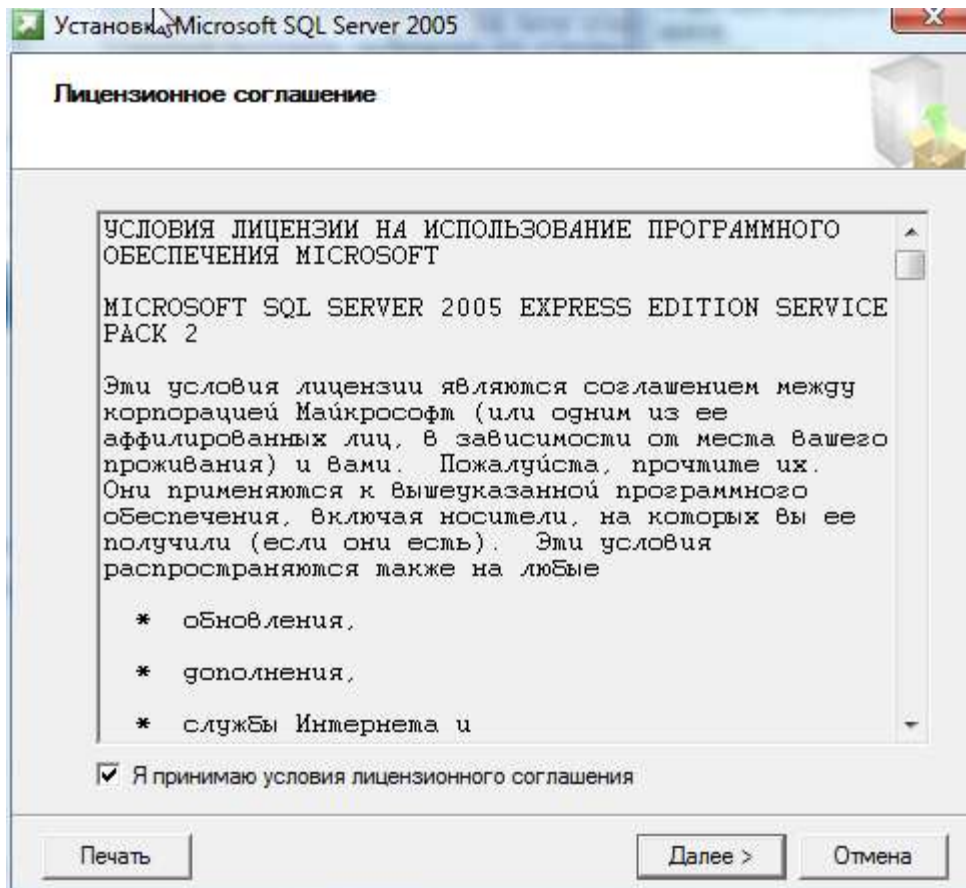 Установка Microsoft SQL Server 2005
Лицензионное соглашение
УСЛОВИЯ ЛИЦЕНЗИИ НА ИСПОЛЬЗОВАНИЕ ПРОГРАММНОГО
ОБЕСПЕЧЕНИЯ MICROSOFT
MICROSOFT SQL SERVER 2005 EXPRESS EDITION SERVICE
PACK 2
Эти условия лицензии являются соглашением между
корпорацией Майкрософт (или одним из ее
аффилированных лиц, в зависимости от места вашего
проживания) и вами. Пожалуйста, прочтите их.
Они применяются к вышеуказанной программного
обеспечения, включая носители, на которых вы ее
получили (если они есть). Эти условия
распространяются также на любые
* обновления,
* дополнения,
* службы Интернета и
Я принимаю условия лицензионного соглашения
Печать
Далее >
Отмена